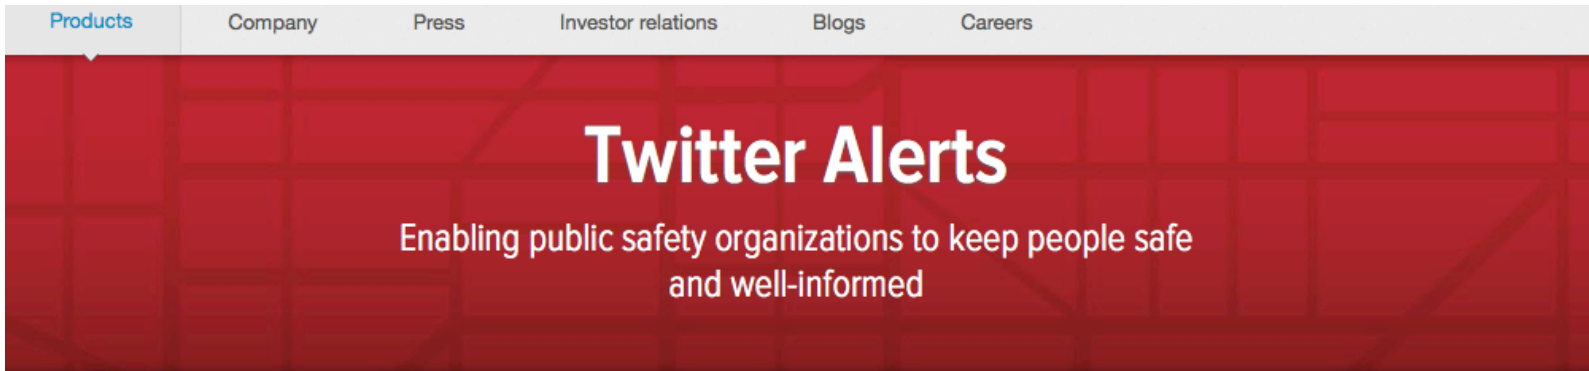 Products Company Press Investor relations Blogs Careers
Twitter Alerts
Enabling public safety organizations to keep people safe
and well-informed